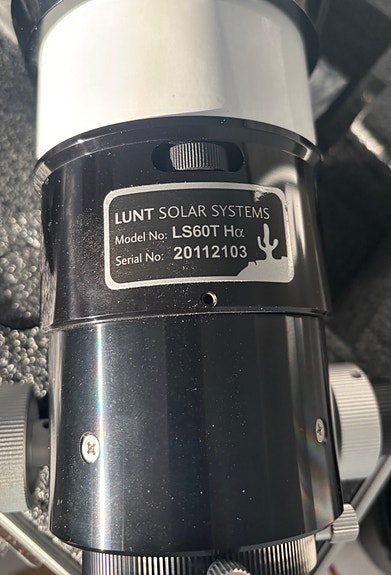 LUNT SOLAR SYSTEMS
Model No: LS60T Hα
Serial No: 20112103